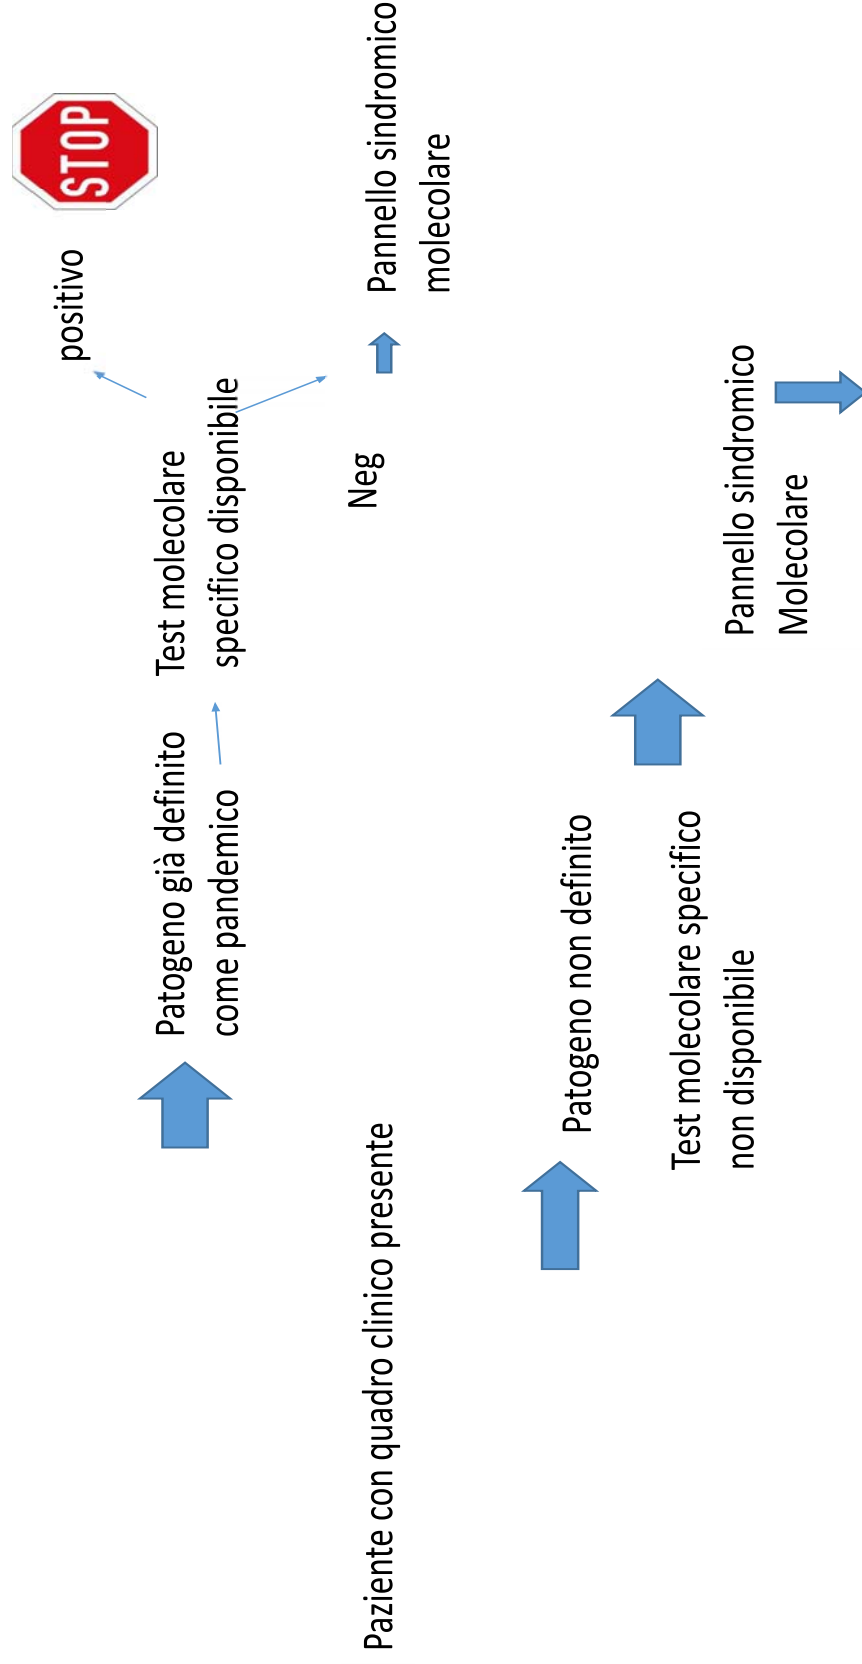 Paziente con quadro clinico presente
Patogeno già definito
come pandemico
Test molecolare
specifico disponibile
positivo
STOP
Neg
Pannello sindromico
molecolare
Patogeno non definito
Test molecolare specifico
non disponibile
Pannello sindromico
Molecolare